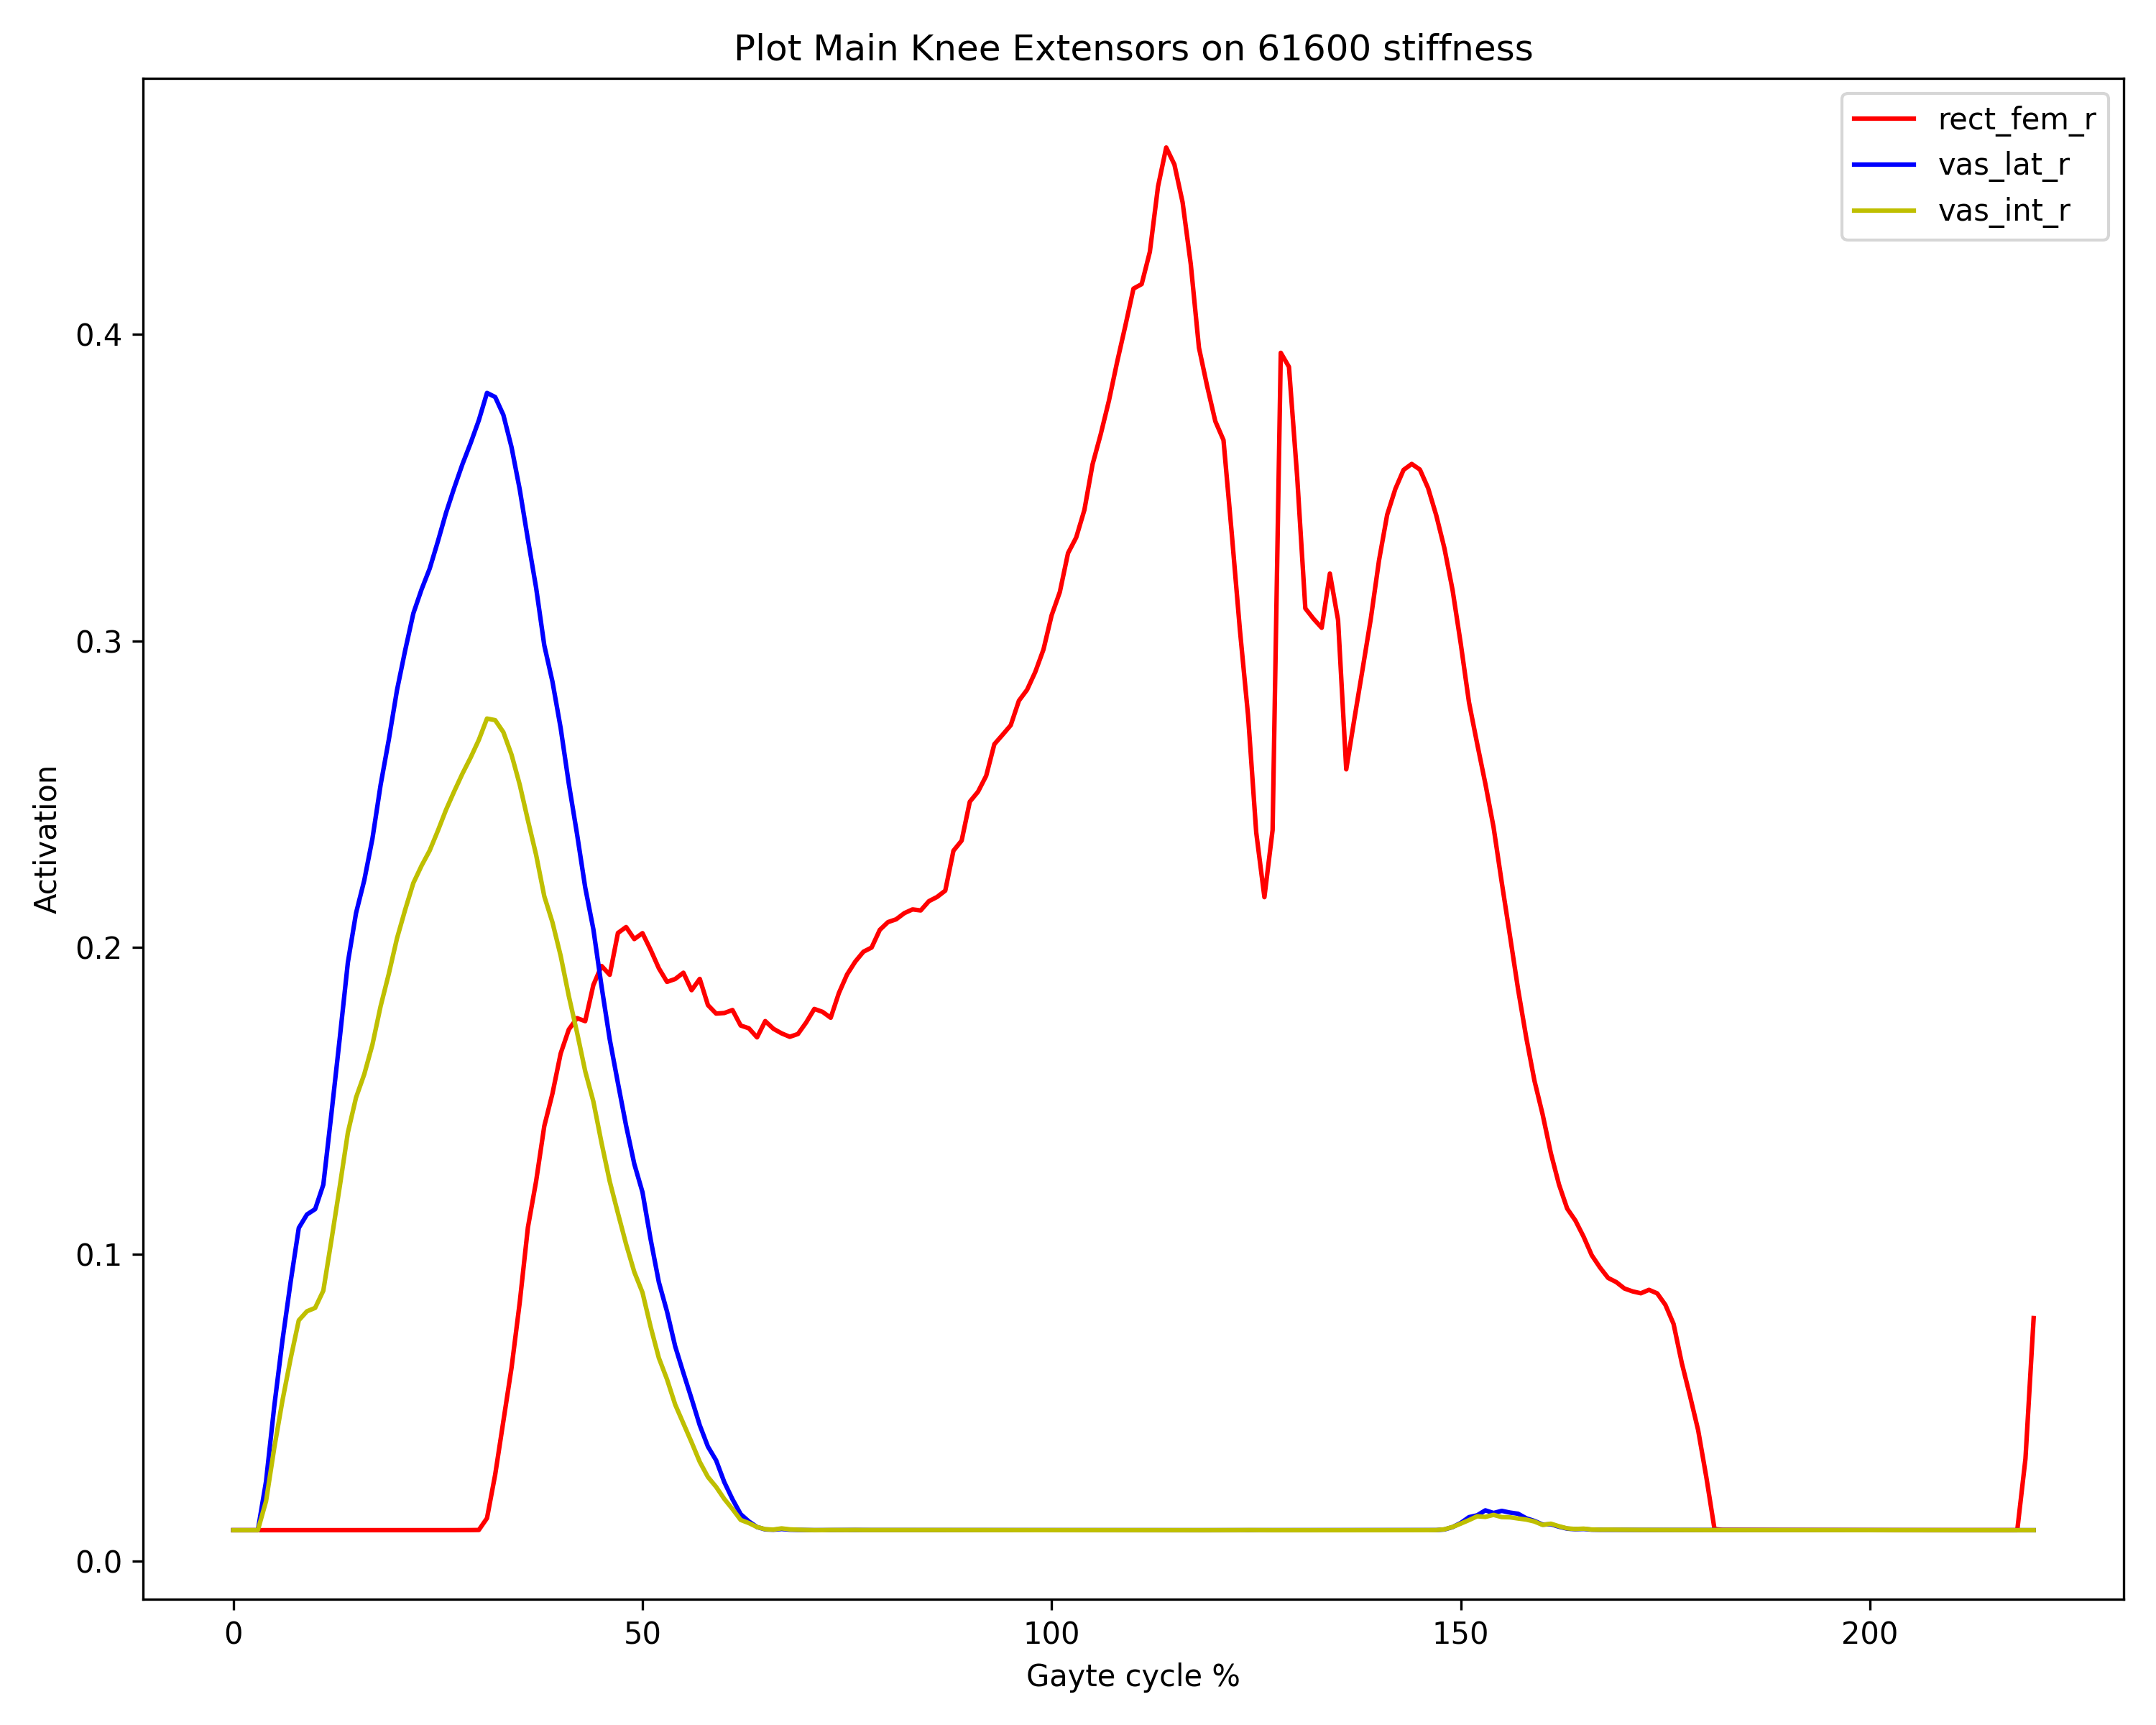 Plot Main Knee Extensors on 61600 stiffness
rect_fem_r
vas_lat_r
vas_int_r
Activation
0.4
0.3
0.2
0.1
0.0
0 50 100 150 200
Gayte cycle %